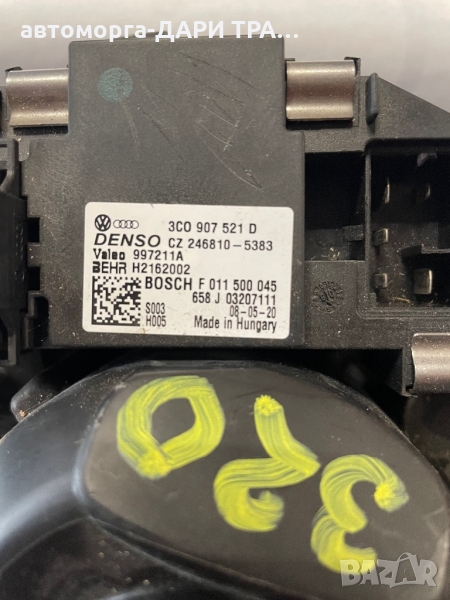 автоморга-ДАРИ ТРА...
3C0 907 521 D
DENSO CZ 246810-5383
Valeo 997211A
BEHR H2162002
BOSCH F 011 500 045
658 J 03207111
S003 08-05-20
H005 Made in Hungary
320
BAZAR